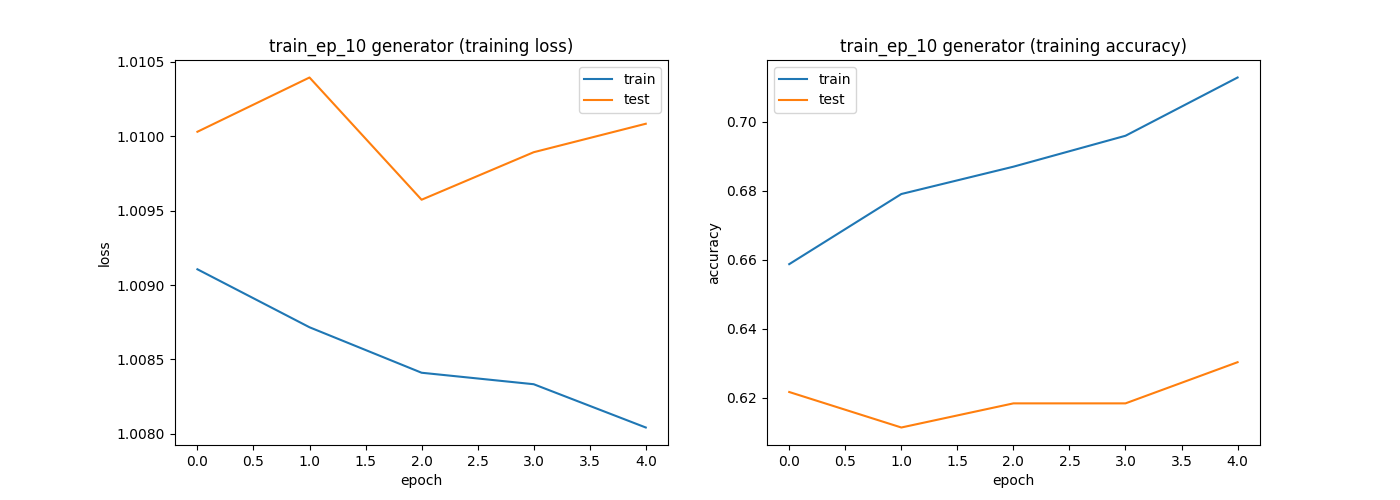 train_ep_10 generator (training loss)
1.0105
1.0100
1.0095
1.0090
1.0085
1.0080
loss
0.0 0.5 1.0 1.5 2.0 2.5 3.0 3.5 4.0
epoch
train
test
train_ep_10 generator (training accuracy)
train
test
0.70
0.68
0.66
0.64
0.62
accuracy
0.0 0.5 1.0 1.5 2.0 2.5 3.0 3.5 4.0
epoch